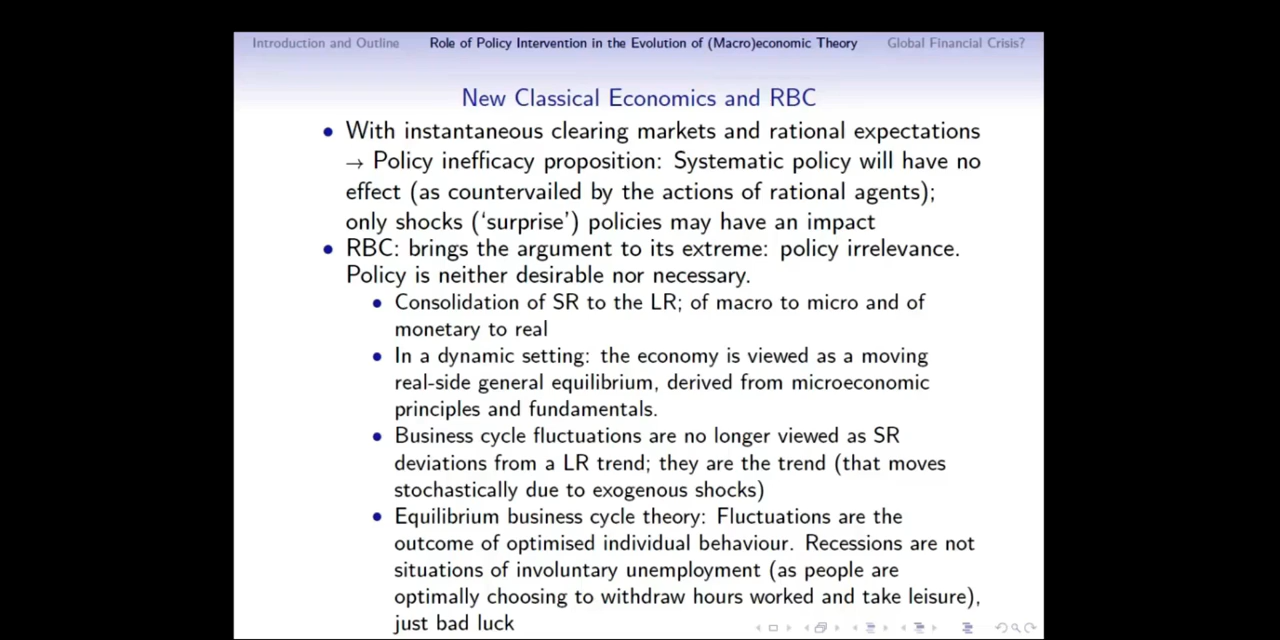 Introduction and Outline Role of Policy Intervention in the Evolution of (Macro)economic Theory Global Financial Crisis?
New Classical Economics and RBC
• With instantaneous clearing markets and rational expectations
→ Policy inefficacy proposition: Systematic policy will have no
effect (as countervailed by the actions of rational agents);
only shocks (‘surprise’) policies may have an impact
• RBC: brings the argument to its extreme: policy irrelevance.
Policy is neither desirable nor necessary.
• Consolidation of SR to the LR; of macro to micro and of
monetary to real
• In a dynamic setting: the economy is viewed as a moving
real-side general equilibrium, derived from microeconomic
principles and fundamentals.
• Business cycle fluctuations are no longer viewed as SR
deviations from a LR trend; they are the trend (that moves
stochastically due to exogenous shocks)
• Equilibrium business cycle theory: Fluctuations are the
outcome of optimised individual behaviour. Recessions are not
situations of involuntary unemployment (as people are
optimally choosing to withdraw hours worked and take leisure),
just bad luck